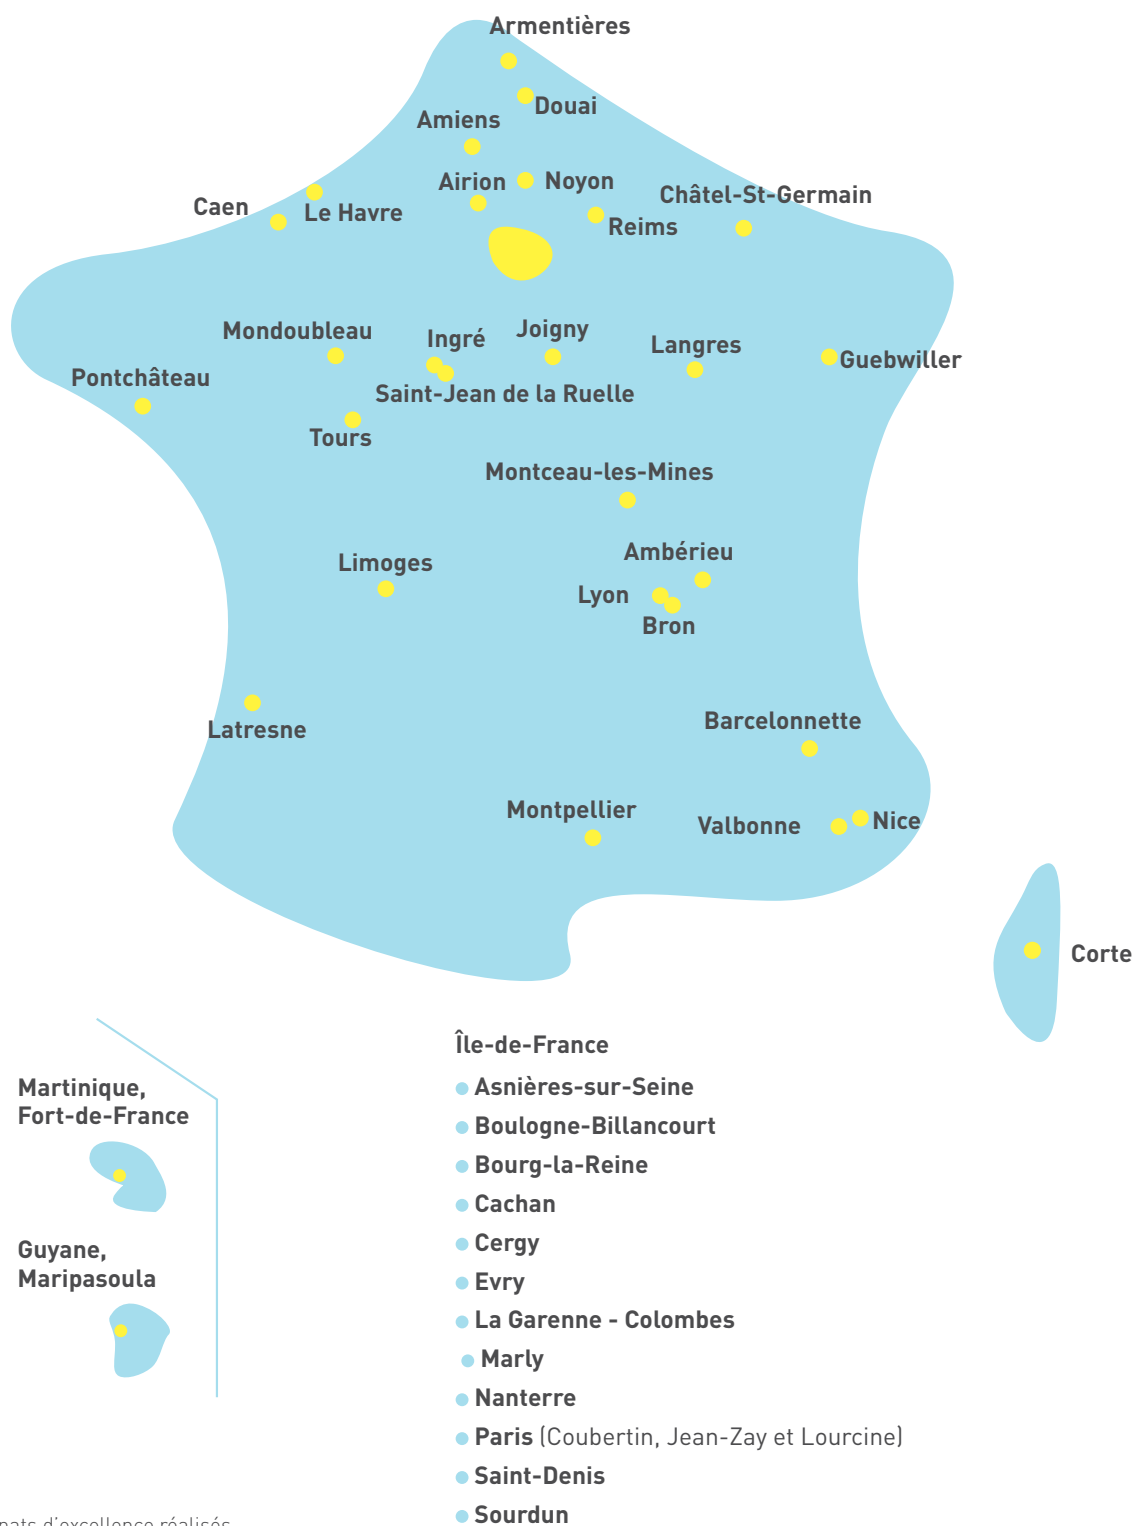 Armentières
Douai
Amiens
Airion
Noyon
Châtel-St-Germain
Caen
Le Havre
Reims
Mondoubleau
Ingré
Joigny
Langres
Guebwiller
Pontchâteau
Saint-Jean de la Ruelle
Tours
Montceau-les-Mines
Ambérieu
Limoges
Lyon
Bron
Latresne
Barcelonnette
Montpellier
Valbonne
Nice
Corte
Martinique,
Fort-de-France
Guyane,
Maripasoula
Île-de-France
Asnières-sur-Seine
Boulogne-Billancourt
Bourg-la-Reine
Cachan
Cergy
Evry
La Garenne - Colombes
Marly
Nanterre
Paris (Coubertin, Jean-Zay et Lourcine)
Saint-Denis
Sourdun
d'excellence réalisés